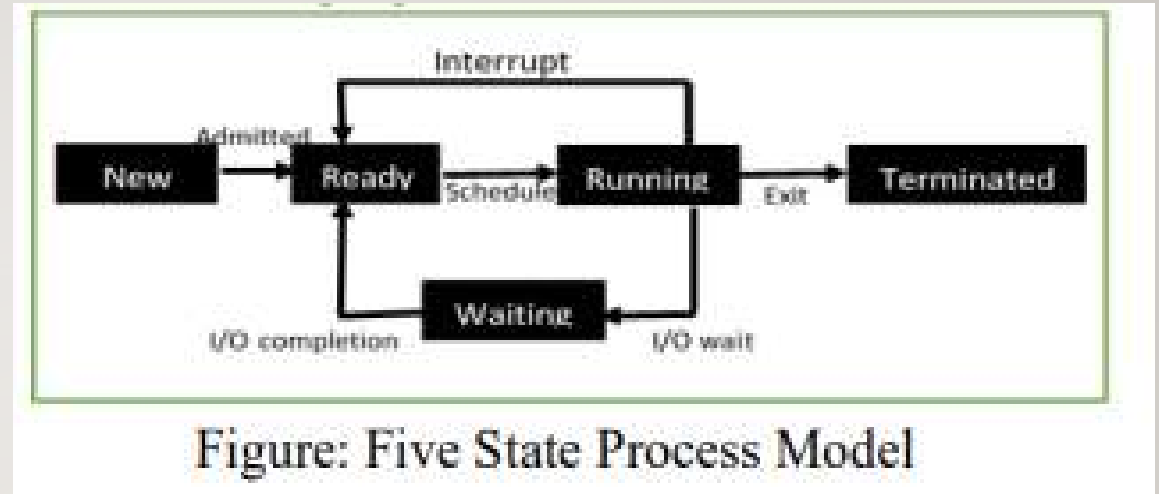 Interrupt
Admitted
New
Ready
Schedule
Running
Exit
Terminated
Waiting
I/O completion
I/O wait
Figure: Five State Process Model